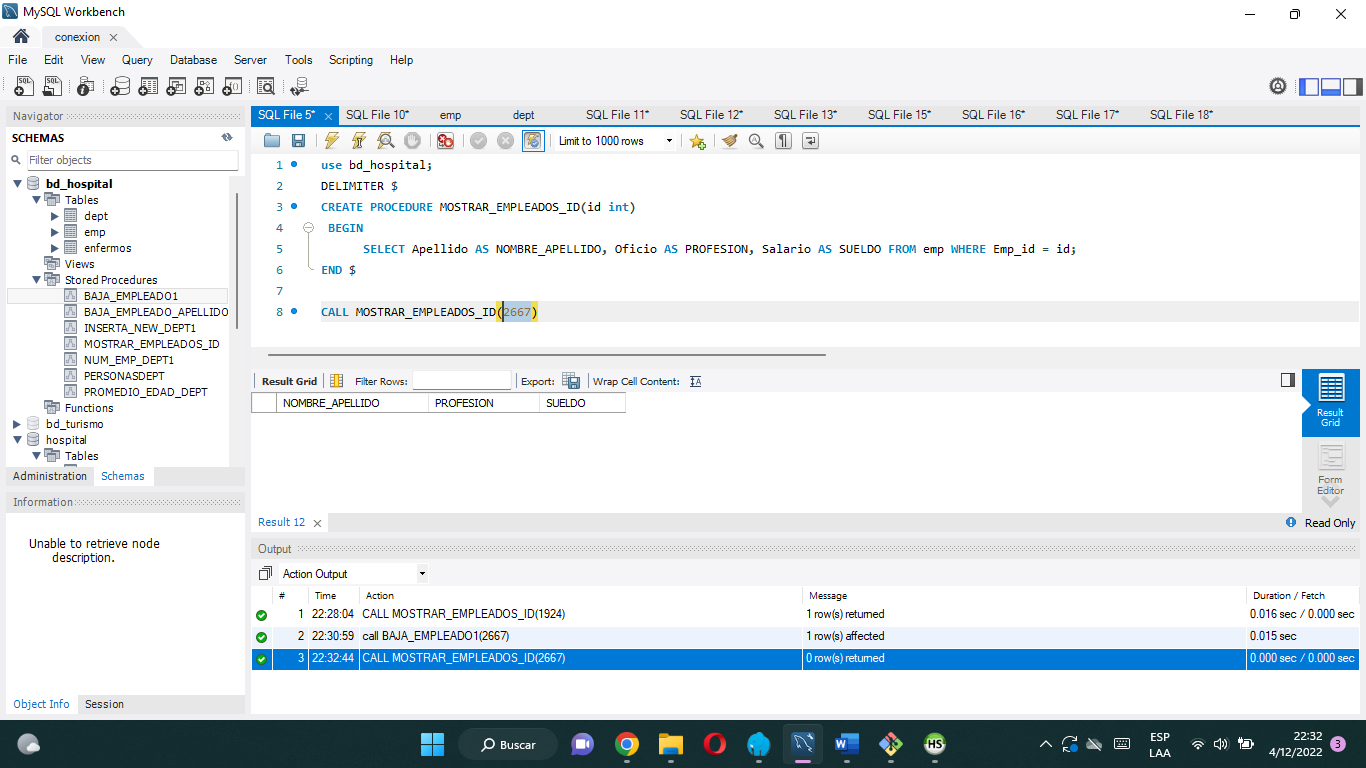 MySQL Workbench
conexion
File Edit View Query Database Server Tools Scripting Help
Navigator
SCHEMAS
Filter objects
bd_hospital
Tables
dept
emp
enfermos
Views
Stored Procedures
BAJA_EMPLEADO1
BAJA_EMPLEADO_APELLIDO
INSERTA_NEW_DEPT1
MOSTRAR_EMPLEADOS_ID
NUM_EMP_DEPT1
PERSONASDEPT
PROMEDIO_EDAD_DEPT
Functions
bd_turismo
hospital
Tables
Administration Schemas
Information
Unable to retrieve node
description.
Object Info Session
SQL File 5* SQL File 10* emp dept SQL File 11* SQL File 12* SQL File 13* SQL File 15* SQL File 16* SQL File 17* SQL File 18*
Limit to 1000 rows
1 use bd_hospital;
2 DELIMITER $
3 CREATE PROCEDURE MOSTRAR_EMPLEADOS_ID(id int)
4 BEGIN
5 SELECT Apellido AS NOMBRE_APELLIDO, Oficio AS PROFESION, Salario AS SUELDO FROM emp WHERE Emp_id = id;
6 END $
7
8 CALL MOSTRAR_EMPLEADOS_ID(2667)
Result Grid Filter Rows: Export: Wrap Cell Content:
NOMBRE_APELLIDO PROFESION SUELDO
Result
Grid
Form
Editor
Result 12
Read Only
Output
Action Output
# Time Action Message Duration / Fetch
1 22:28:04 CALL MOSTRAR_EMPLEADOS_ID(1924) 1 row(s) returned 0.016 sec / 0.000 sec
2 22:30:59 call BAJA_EMPLEADO1(2667) 1 row(s) affected 0.015 sec
3 22:32:44 CALL MOSTRAR_EMPLEADOS_ID(2667) 0 row(s) returned 0.000 sec / 0.000 sec
Buscar
HS
ESP
LAA
22:32
4/12/2022
3